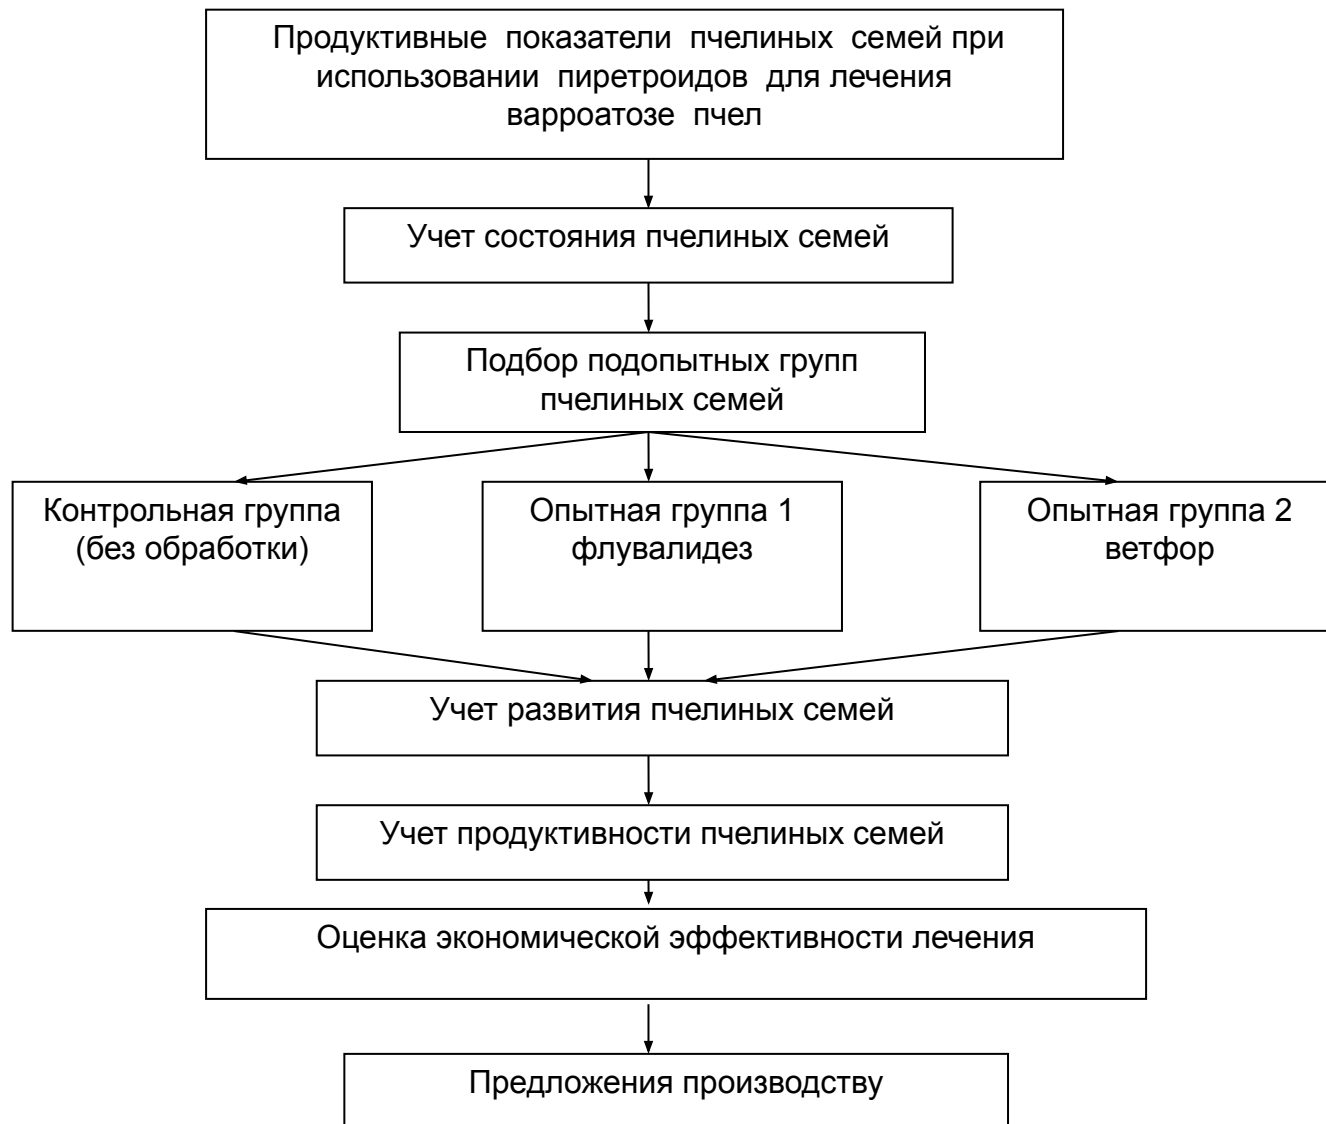 Продуктивные показатели пчелиных семей при
использовании пиретроидов для лечения
варроатозе пчел
Учет состояния пчелиных семей
Подбор подопытных групп
пчелиных семей
Контрольная группа
(без обработки)
Опытная группа 1
флувалидез
Опытная группа 2
ветфор
Учет развития пчелиных семей
Учет продуктивности пчелиных семей
Оценка экономической эффективности лечения
Предложения производству